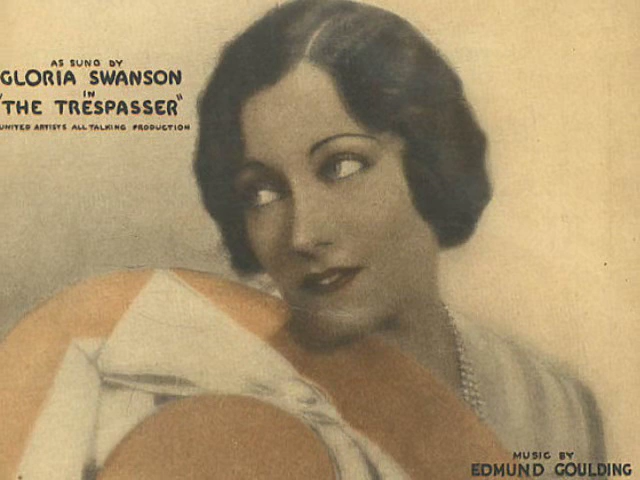 AS SUNG BY
GLORIA SWANSON
IN
"THE TRESPASSER"
UNITED ARTISTS ALL TALKING PRODUCTION
MUSIC BY
EDMUND GOULDING